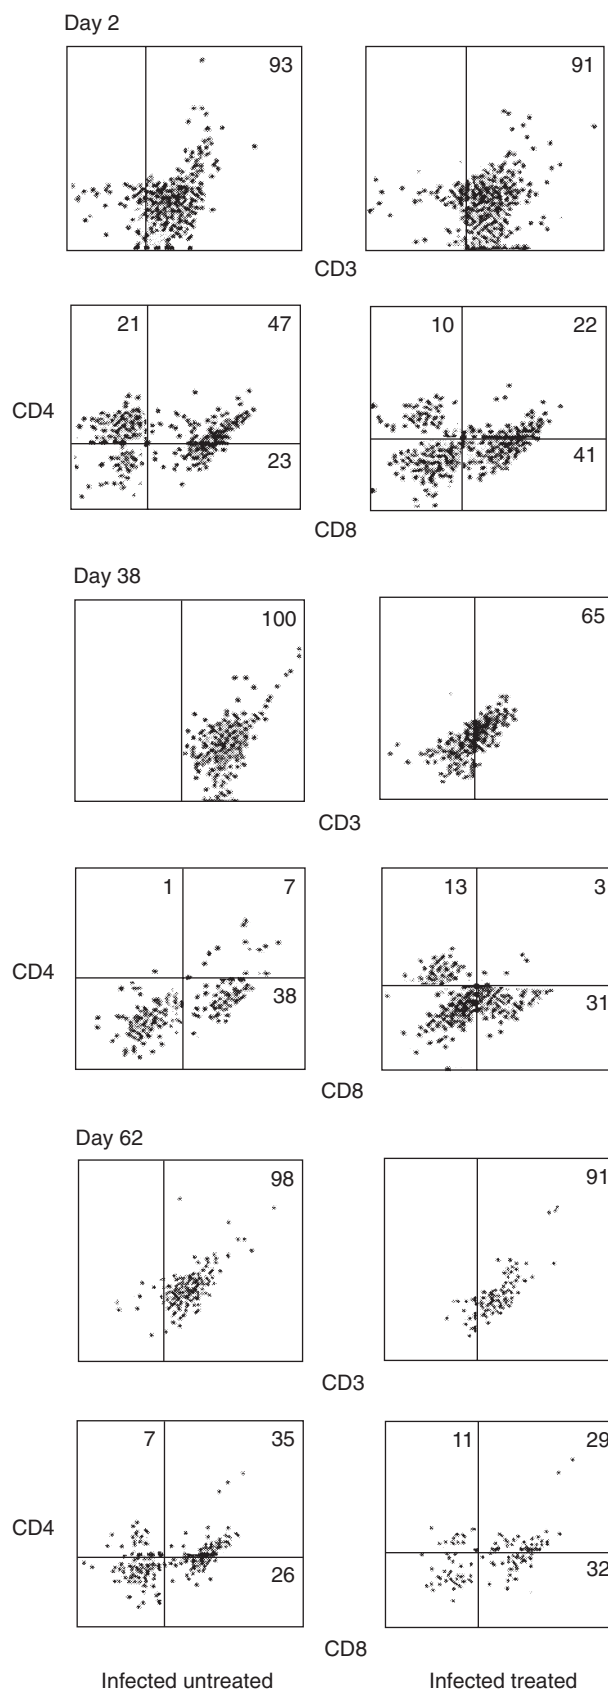 Day 2
93 91
CD3
21 47 10 22
CD4
23 41
CD8
Day 38
100 65
CD3
1 7 13 3
CD4
38 31
CD8
Day 62
98 91
CD3
7 35 11 29
CD4
26 32
CD8
Infected untreated Infected treated